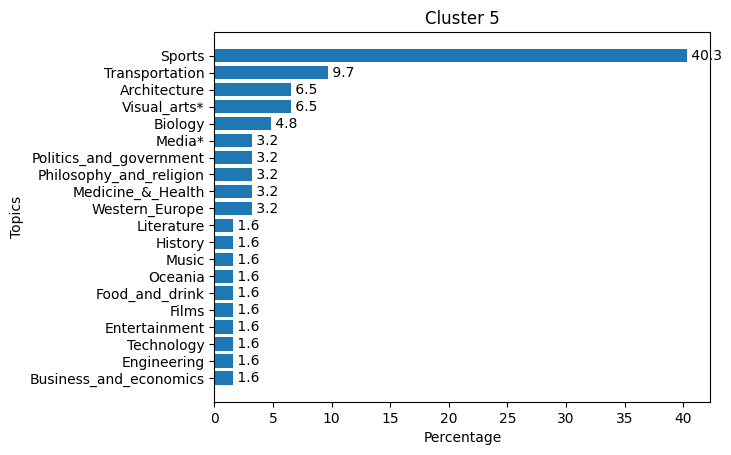 Cluster 5
Sports 40.3
Transportation 9.7
Architecture 6.5
Visual_arts* 6.5
Biology 4.8
Media* 3.2
Politics_and_government 3.2
Philosophy_and_religion 3.2
Medicine_&_Health 3.2
Western_Europe 3.2
Literature 1.6
History 1.6
Music 1.6
Oceania 1.6
Food_and_drink 1.6
Films 1.6
Entertainment 1.6
Technology 1.6
Engineering 1.6
Business_and_economics 1.6
Topics
0 5 10 15 20 25 30 35 40
Percentage